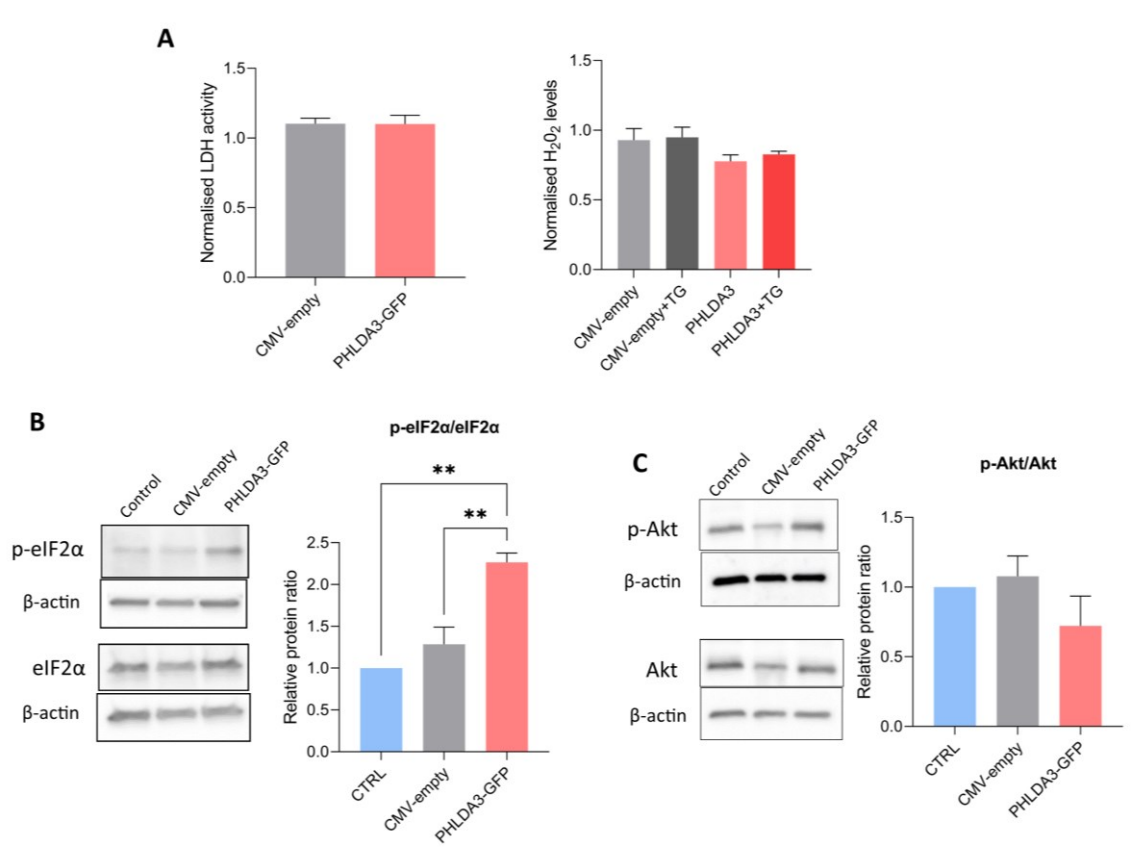 A
Normalised LDH activity
1.5
1.0
0.5
0.0
CMV-empty
PHLDA3-GFP
Normalised H₂0₂ levels
1.5
1.0
0.5
0.0
CMV-empty
CMV-empty+TG
PHLDA3
PHLDA3+TG
B
Control
CMV-empty
PHLDA3-GFP
p-eIF2α
β-actin
eIF2α
β-actin
p-eIF2α/eIF2α
**
**
Relative protein ratio
2.5
2.0
1.5
1.0
0.5
0.0
CTRL
CMV-empty
PHLDA3-GFP
C
Control
CMV-empty
PHLDA3-GFP
p-Akt
β-actin
Akt
β-actin
p-Akt/Akt
Relative protein ratio
1.5
1.0
0.5
0.0
CTRL
CMV-empty
PHLDA3-GFP